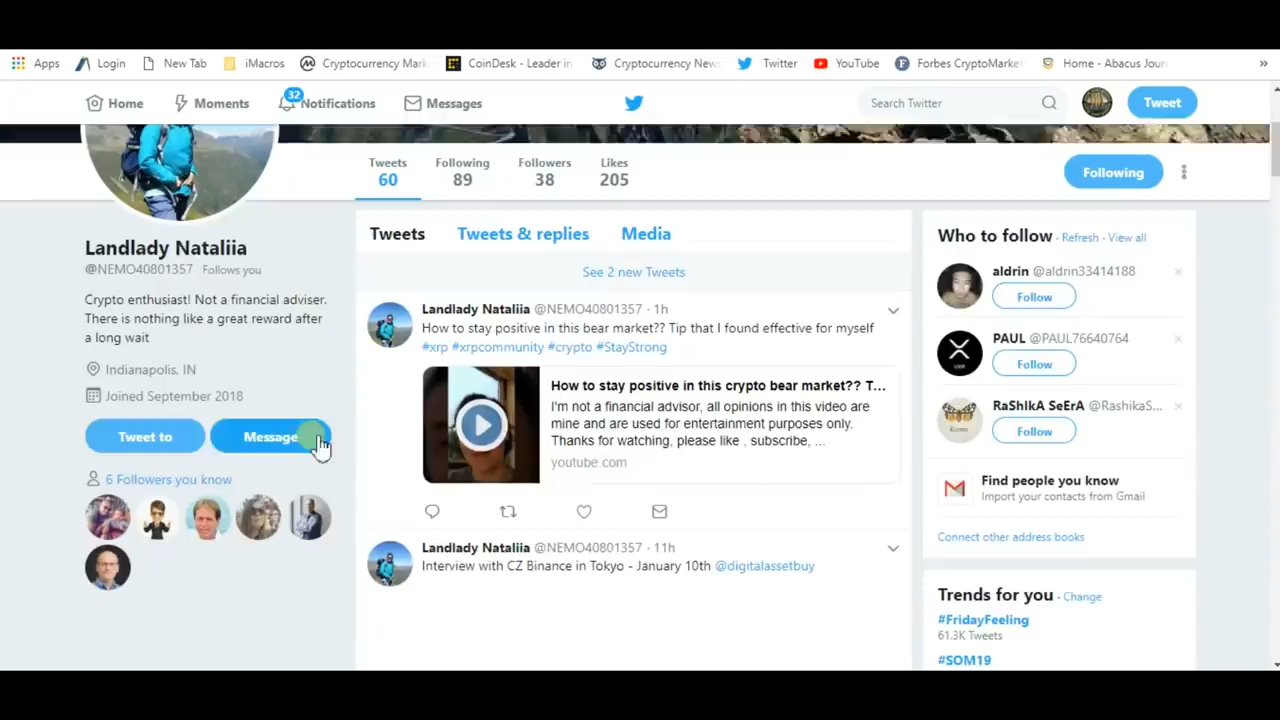 Apps Login New Tab iMacros Cryptocurrency Mark CoinDesk - Leader in Cryptocurrency News Twitter YouTube Forbes CryptoMarke Home - Abacus Jour »
Home Moments 32 Notifications Messages Search Twitter Tweet
Tweets Following Followers Likes
60 89 38 205
Following
Landlady Nataliia
@NEMO40801357 Follows you
Crypto enthusiast! Not a financial adviser.
There is nothing like a great reward after
a long wait
Indianapolis, IN
Joined September 2018
Tweet to Message
6 Followers you know
Tweets Tweets & replies Media
See 2 new Tweets
Landlady Nataliia @NEMO40801357 · 1h
How to stay positive in this bear market?? Tip that I found effective for myself
#xrp #xrpcommunity #crypto #StayStrong
How to stay positive in this crypto bear market?? T...
I'm not a financial advisor, all opinions in this video are
mine and are used for entertainment purposes only.
Thanks for watching, please like , subscribe, ...
youtube.com
Landlady Nataliia @NEMO40801357 · 11h
Interview with CZ Binance in Tokyo - January 10th @digitalassetbuy
Who to follow · Refresh · View all
aldrin @aldrin33414188
Follow
PAUL @PAUL76640764
Follow
RaShIkA SeErA @RashikaS...
Follow
Find people you know
Import your contacts from Gmail
Connect other address books
Trends for you · Change
#FridayFeeling
61.3K Tweets
#SOM19